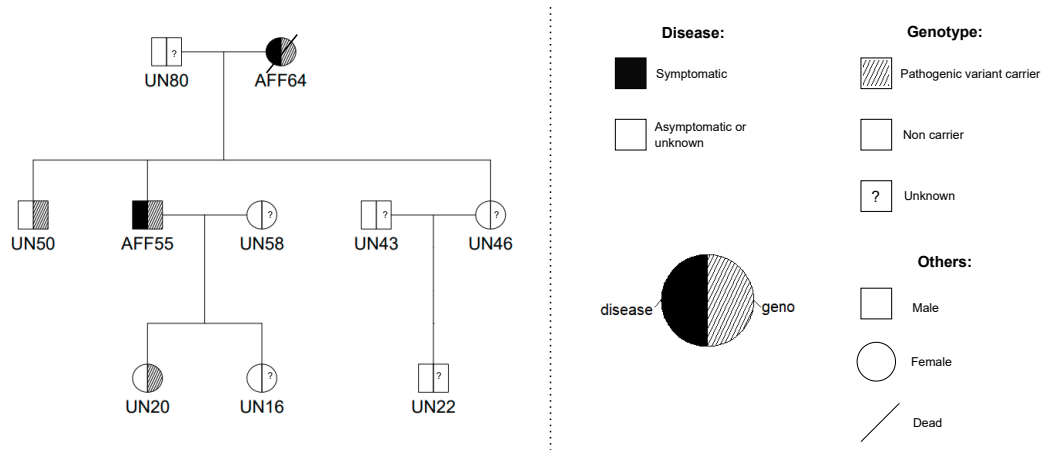 ?
UN80
AFF64
?
?
?
UN50
AFF55
UN58
UN43
UN46
?
?
UN20
UN16
UN22
Disease:
Symptomatic
Asymptomatic or
unknown
disease
geno
Genotype:
Pathogenic variant carrier
Non carrier
?
Unknown
Others:
Male
Female
Dead